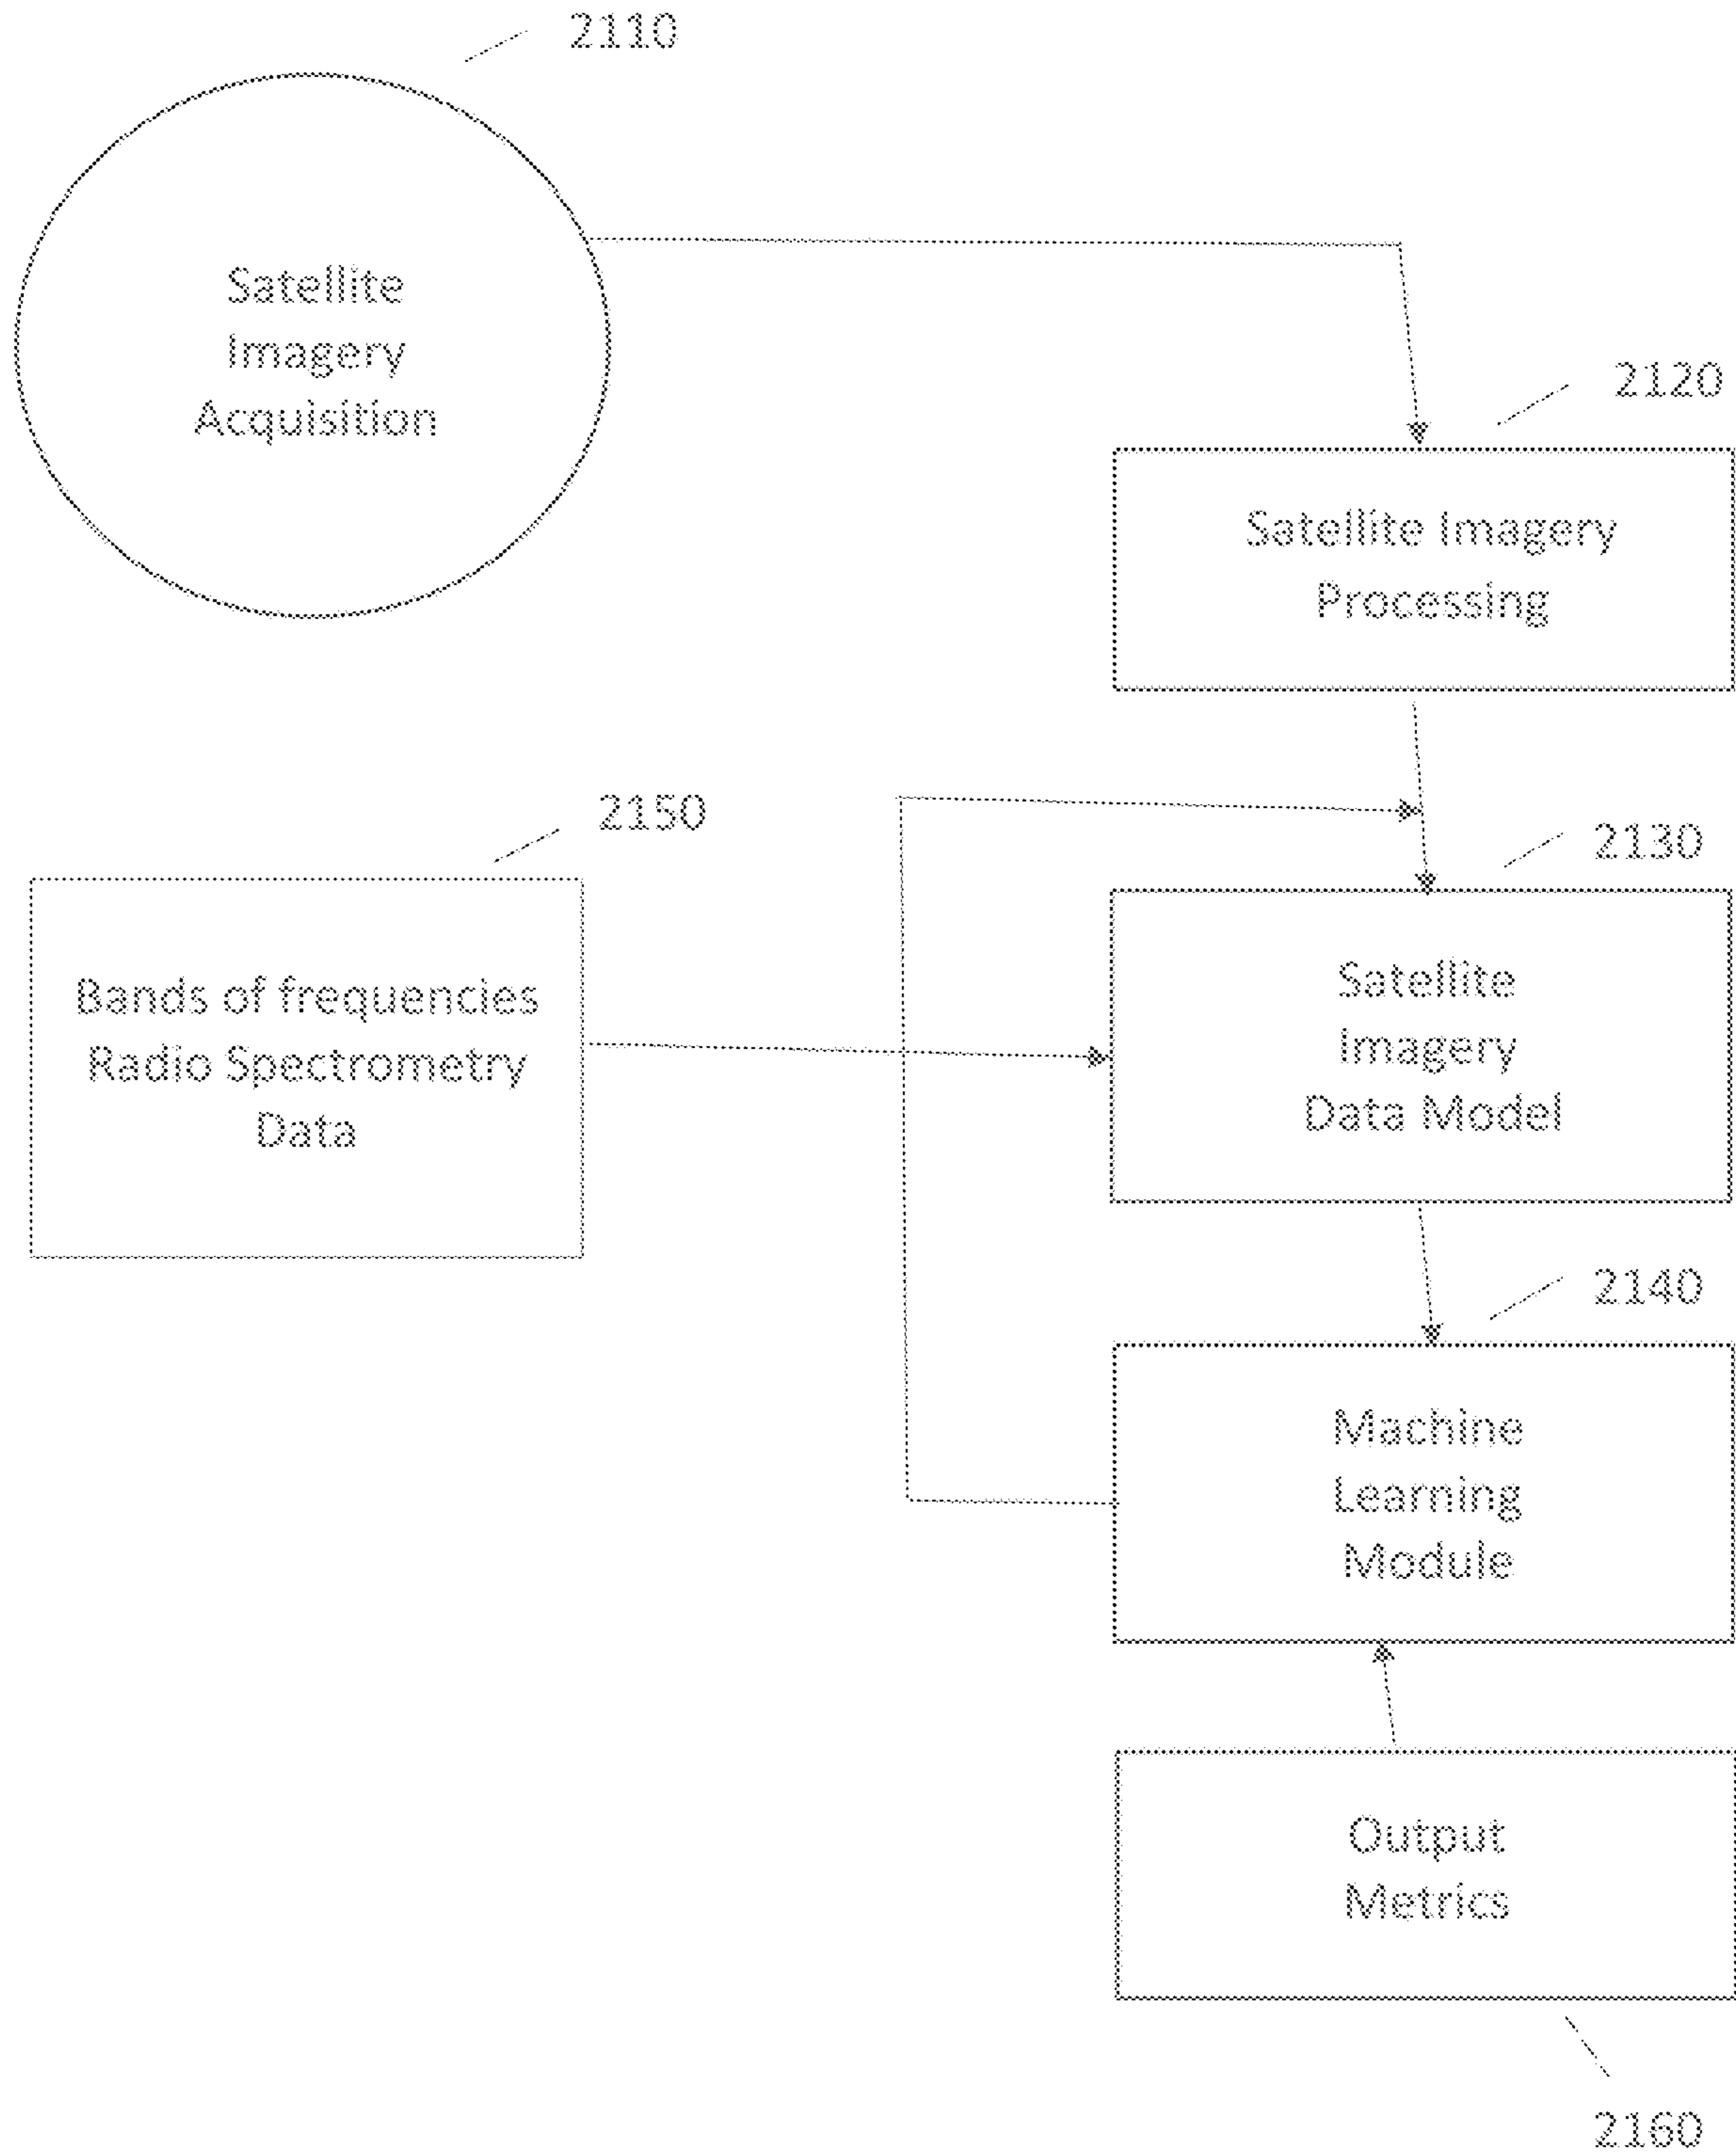 2110
Satellite
Imagery
Acquisition
2120
Satellite Imagery
Processing
2150
Bands of frequencies
Radio Spectrometry
Data
2130
Satellite
Imagery
Data Model
2140
Machine
Learning
Module
Output
Metrics
2160